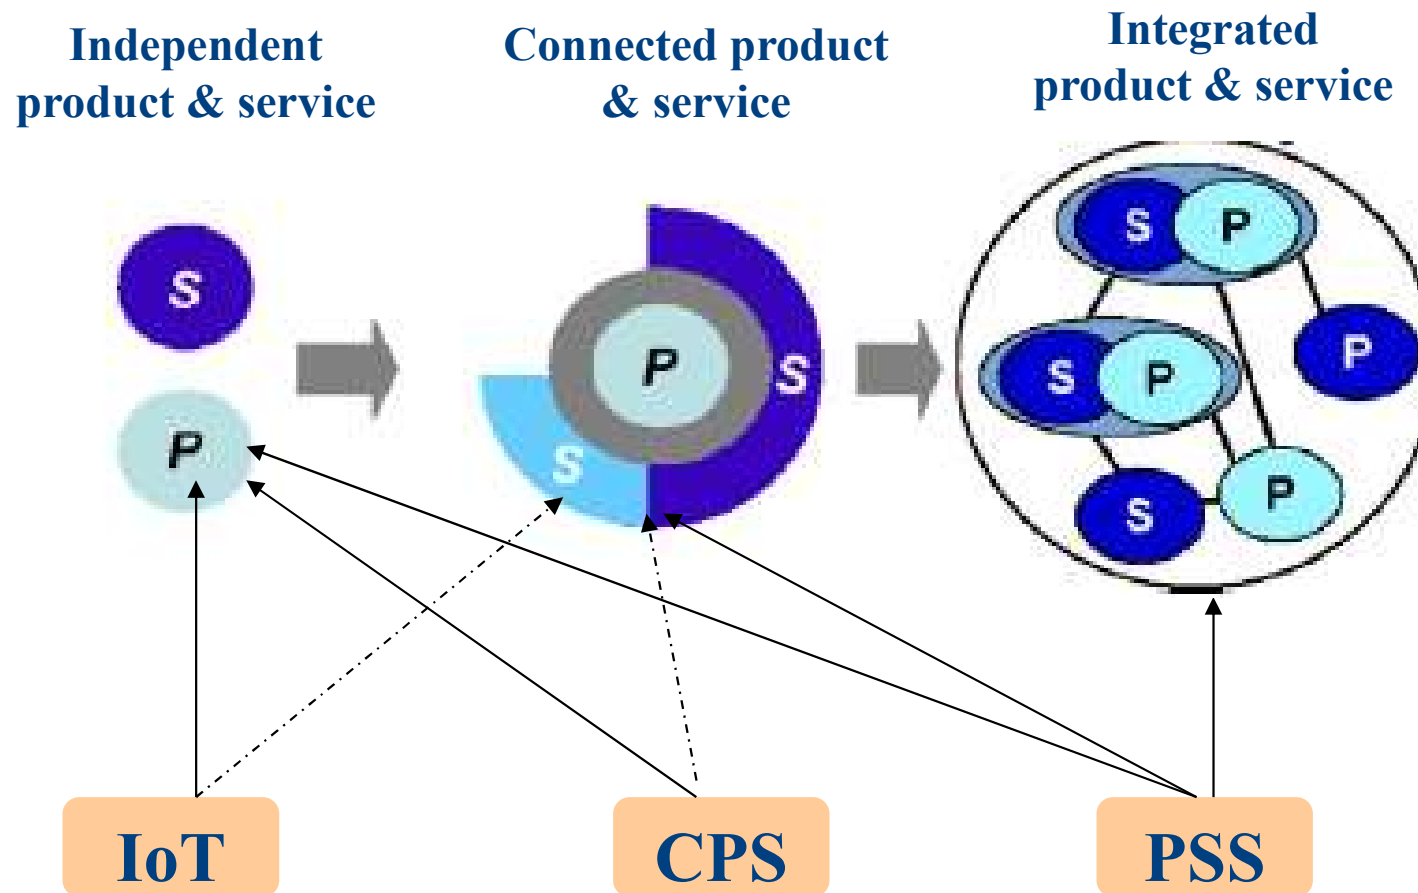 Independent
product & service
Connected product
& service
Integrated
product & service
S
P
P
S
S
S
P
P
S
P
S
P
IoT
CPS
PSS